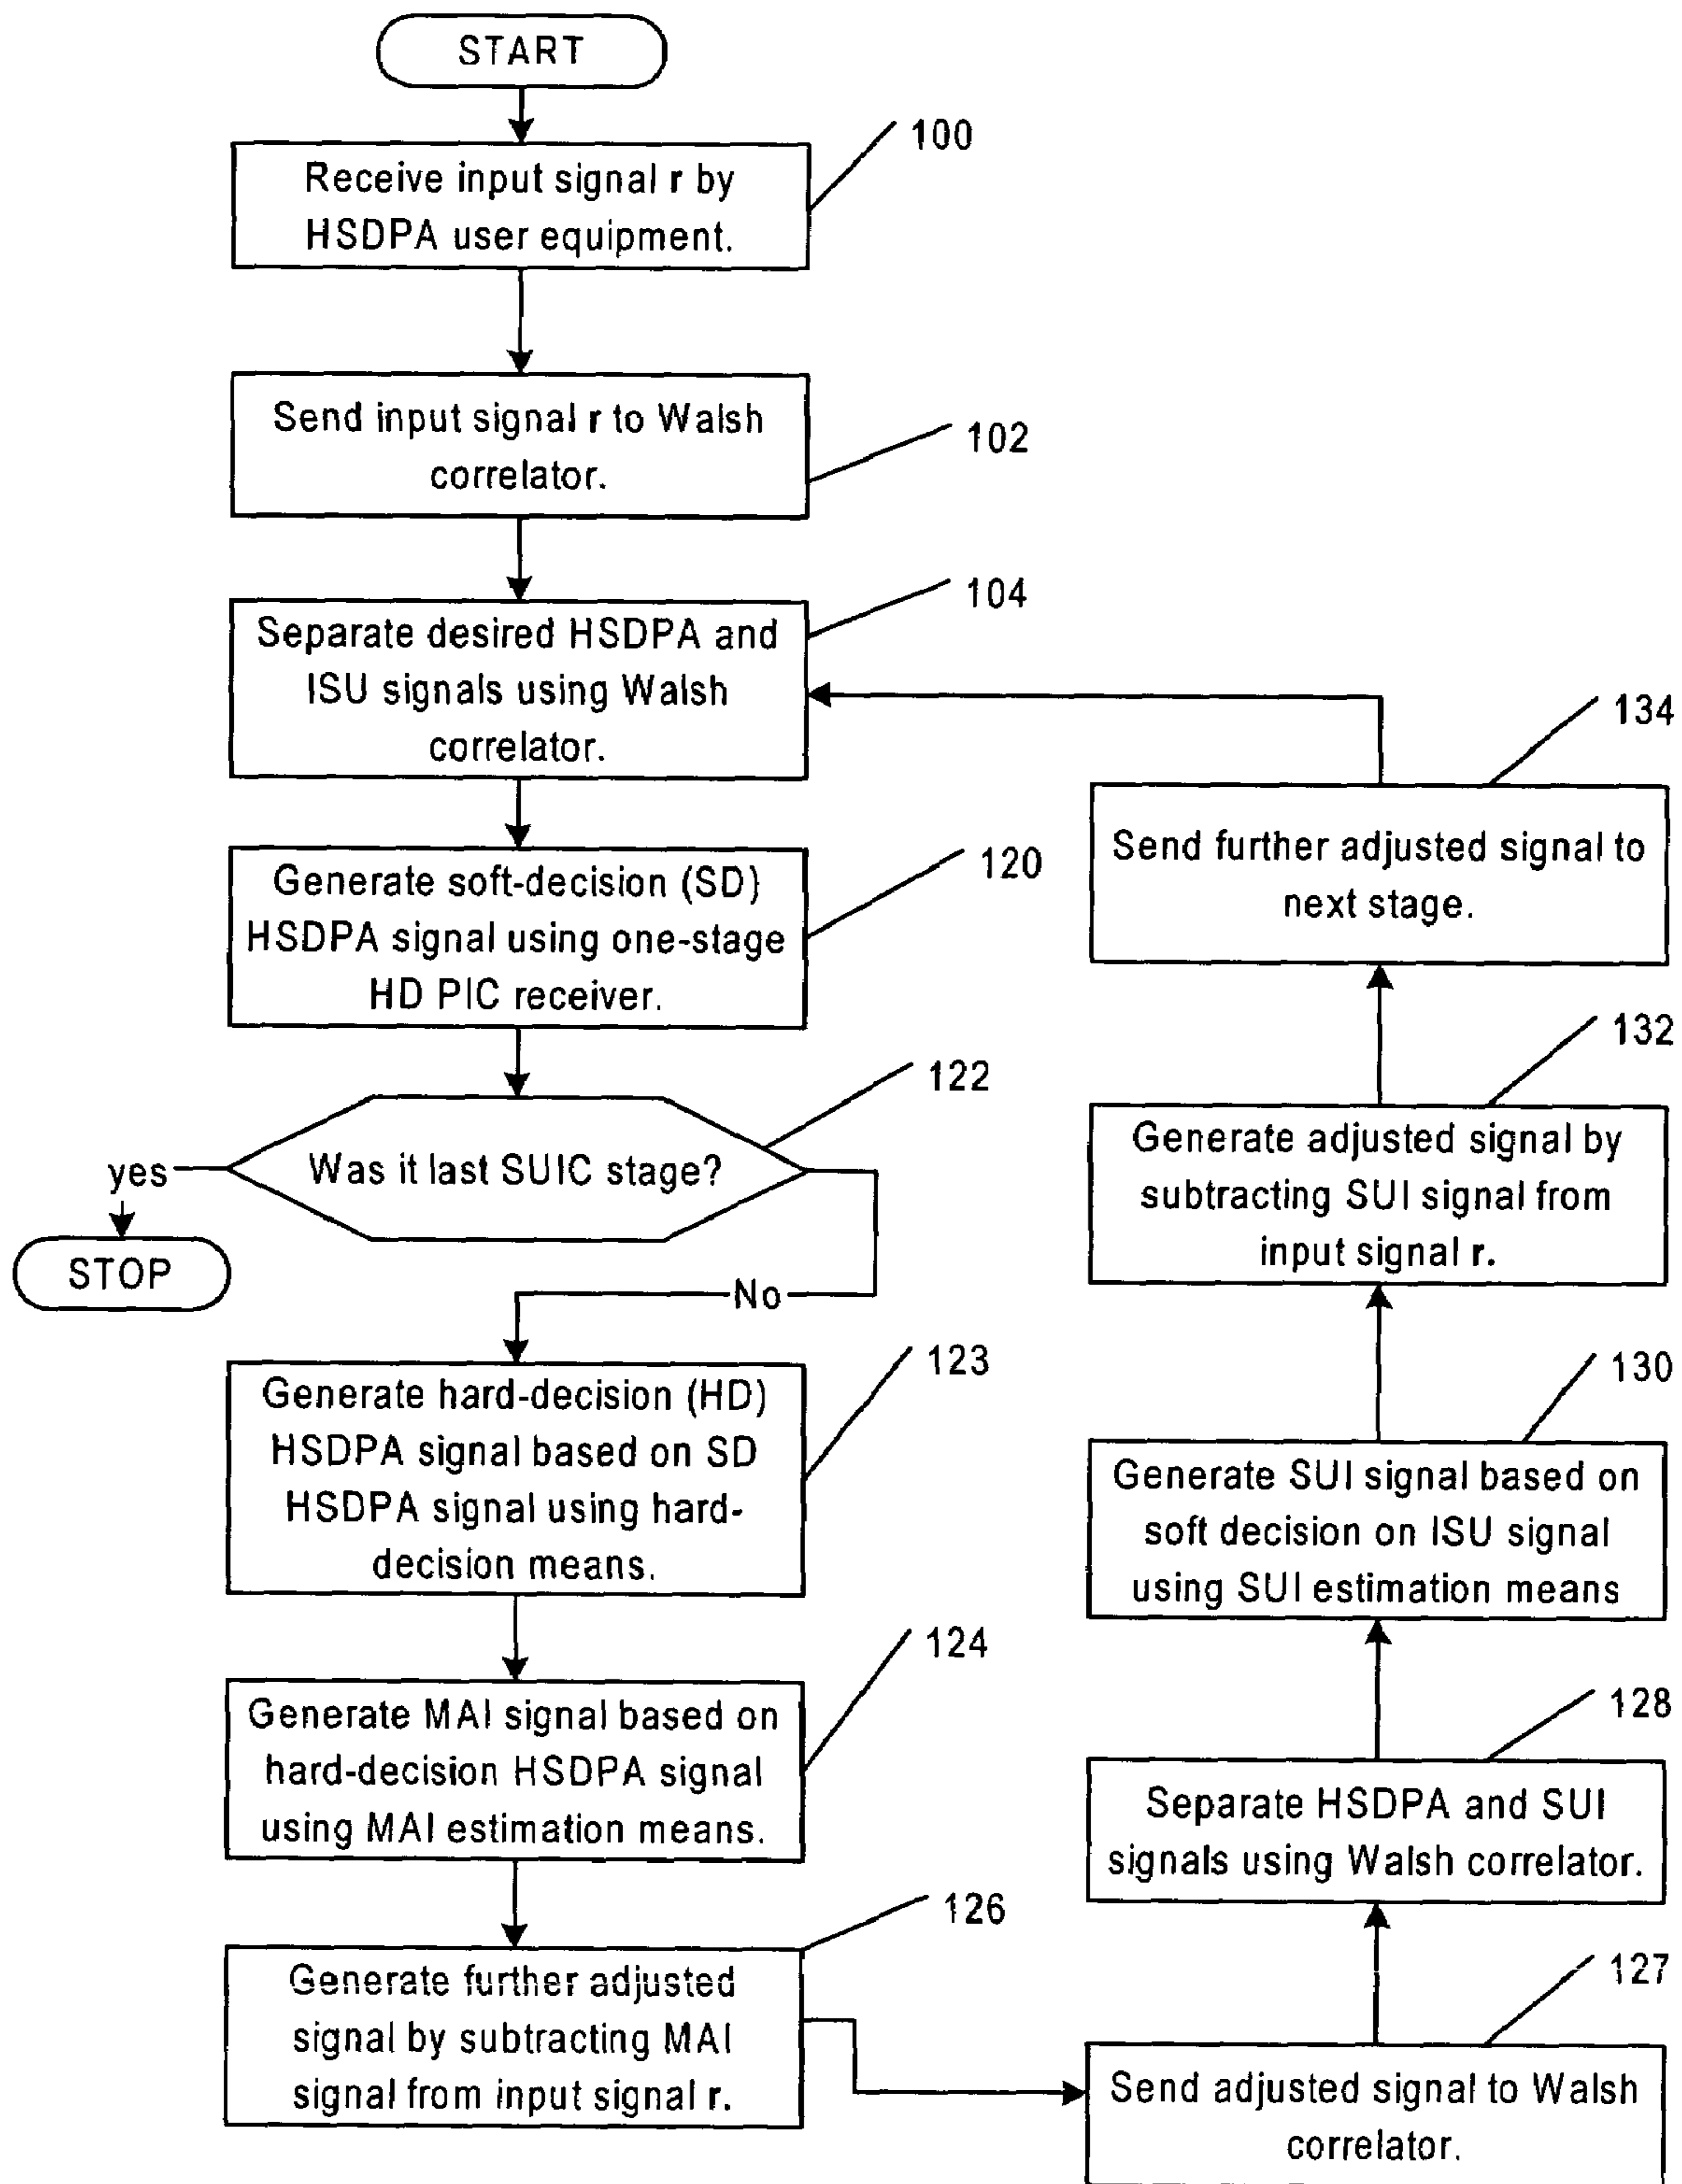 START
100
Receive input signal r by
HSDPA user equipment.
Send input signal r to Walsh
correlator.
102
104
Separate desired HSDPA and
ISU signals using Walsh
correlator.
120
Generate soft-decision (SD)
HSDPA signal using one-stage
HD PIC receiver.
122
Was it last SUIC stage?
yes
STOP
No
123
Generate hard-decision (HD)
HSDPA signal based on SD
HSDPA signal using hard-
decision means.
124
Generate MAI signal based on
hard-decision HSDPA signal
using MAI estimation means.
126
Generate further adjusted
signal by subtracting MAI
signal from input signal r.
127
Send adjusted signal to Walsh
correlator.
128
Separate HSDPA and SUI
signals using Walsh correlator.
130
Generate SUI signal based on
soft decision on ISU signal
using SUI estimation means
132
Generate adjusted signal by
subtracting SUI signal from
input signal r.
134
Send further adjusted signal to
next stage.